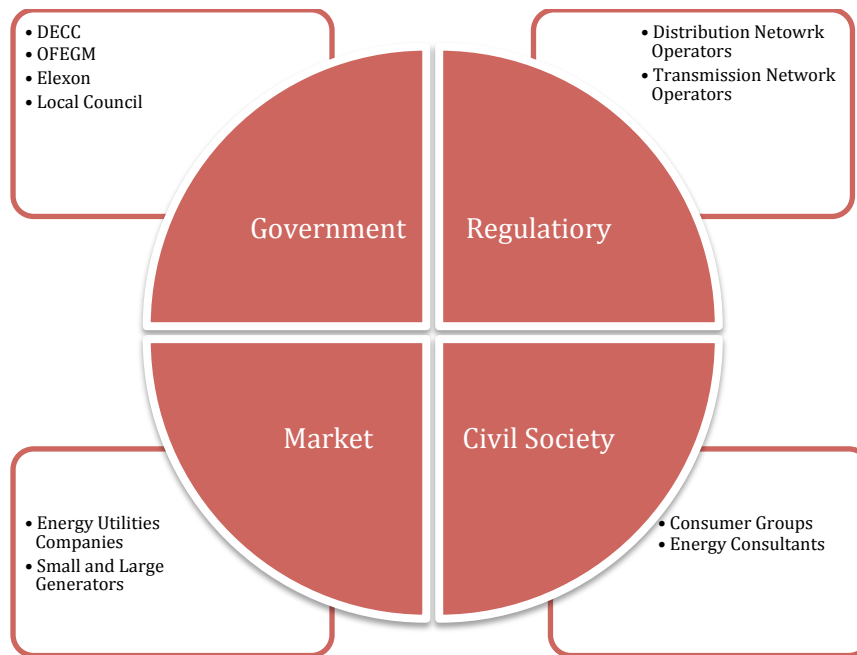 • DECC
• OFEGM
• Elexon
• Local Council
• Distribution Netowrk
Operators
• Transmission Network
Operators
Government
Regulatiory
Market
Civil Society
• Energy Utilities
Companies
• Small and Large
Generators
• Consumer Groups
• Energy Consultants